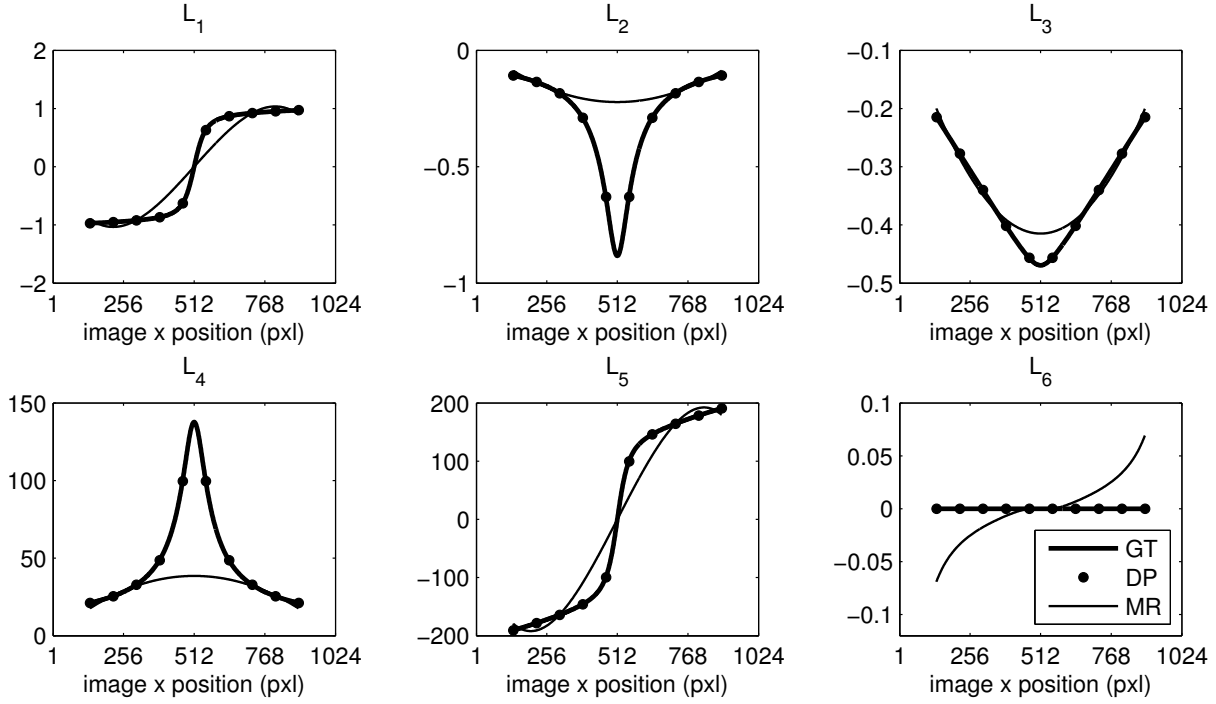 L1
2
1
0
−1
−2
1 256 512 768 1024
image x position (pxl)
L2
0
−0.5
−1
1 256 512 768 1024
image x position (pxl)
L3
−0.1
−0.2
−0.3
−0.4
−0.5
1 256 512 768 1024
image x position (pxl)
L4
150
100
50
0
1 256 512 768 1024
image x position (pxl)
L5
200
100
0
−100
−200
1 256 512 768 1024
image x position (pxl)
L6
0.1
0.05
0
−0.05
−0.1
GT
DP
MR
1 256 512 768 1024
image x position (pxl)